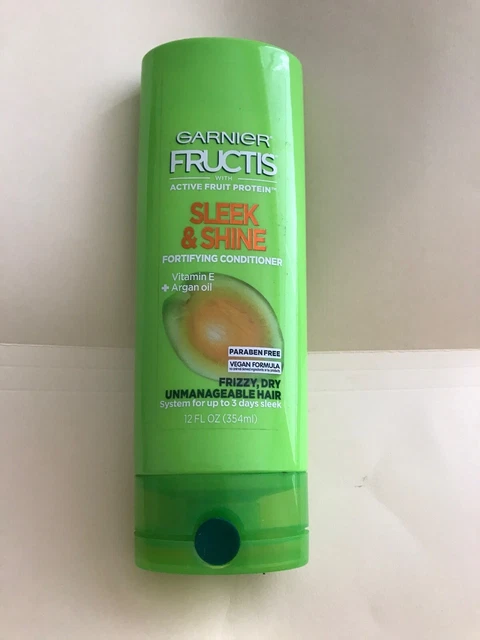 GARNIER®
FRUCTIS
WITH
ACTIVE FRUIT PROTEIN™
SLEEK
& SHINE
FORTIFYING CONDITIONER
Vitamin E
+ Argan oil
PARABEN FREE
VEGAN FORMULA
FRIZZY, DRY
UNMANAGEABLE HAIR
System for up to 3 days sleek
12 FL OZ (354ml)